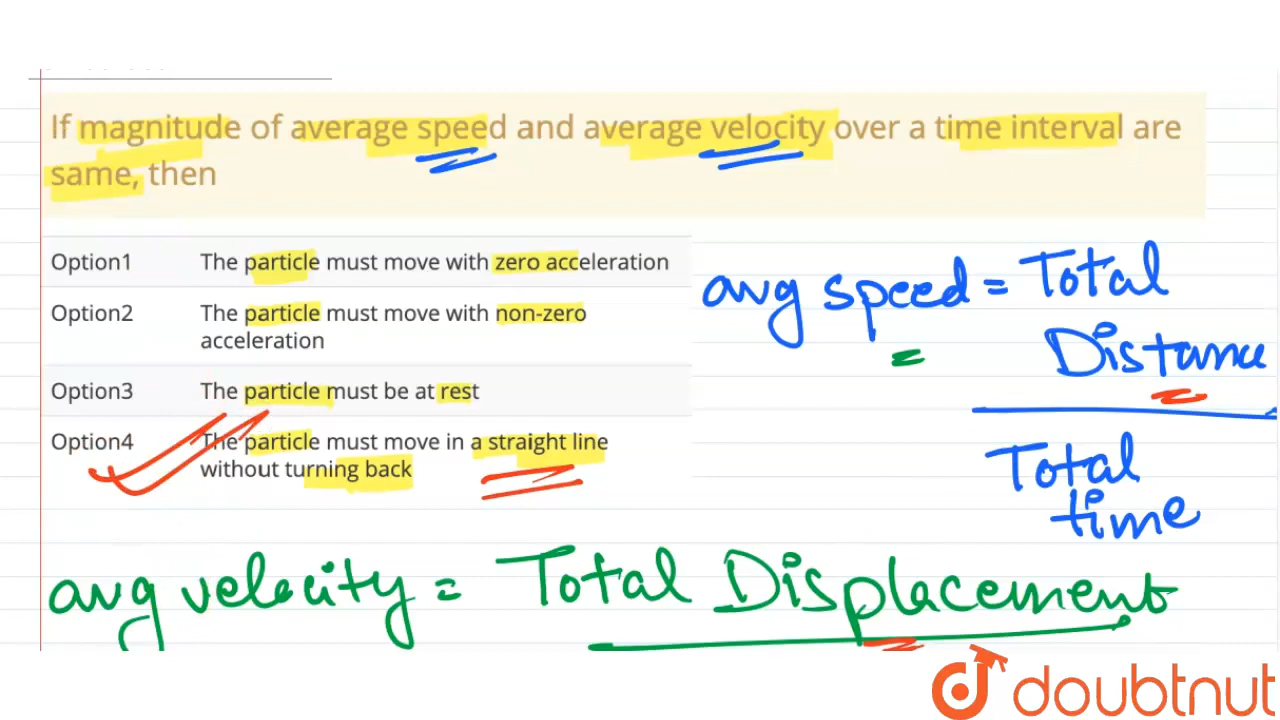 If magnitude of average speed and average velocity over a time interval are
same, then
Option1 The particle must move with zero acceleration
Option2 The particle must move with non-zero
acceleration
Option3 The particle must be at rest
Option4 The particle must move in a straight line
without turning back
avg speed = Total
Distance
Total
time
avg velocity = Total Displacement
doubtnut